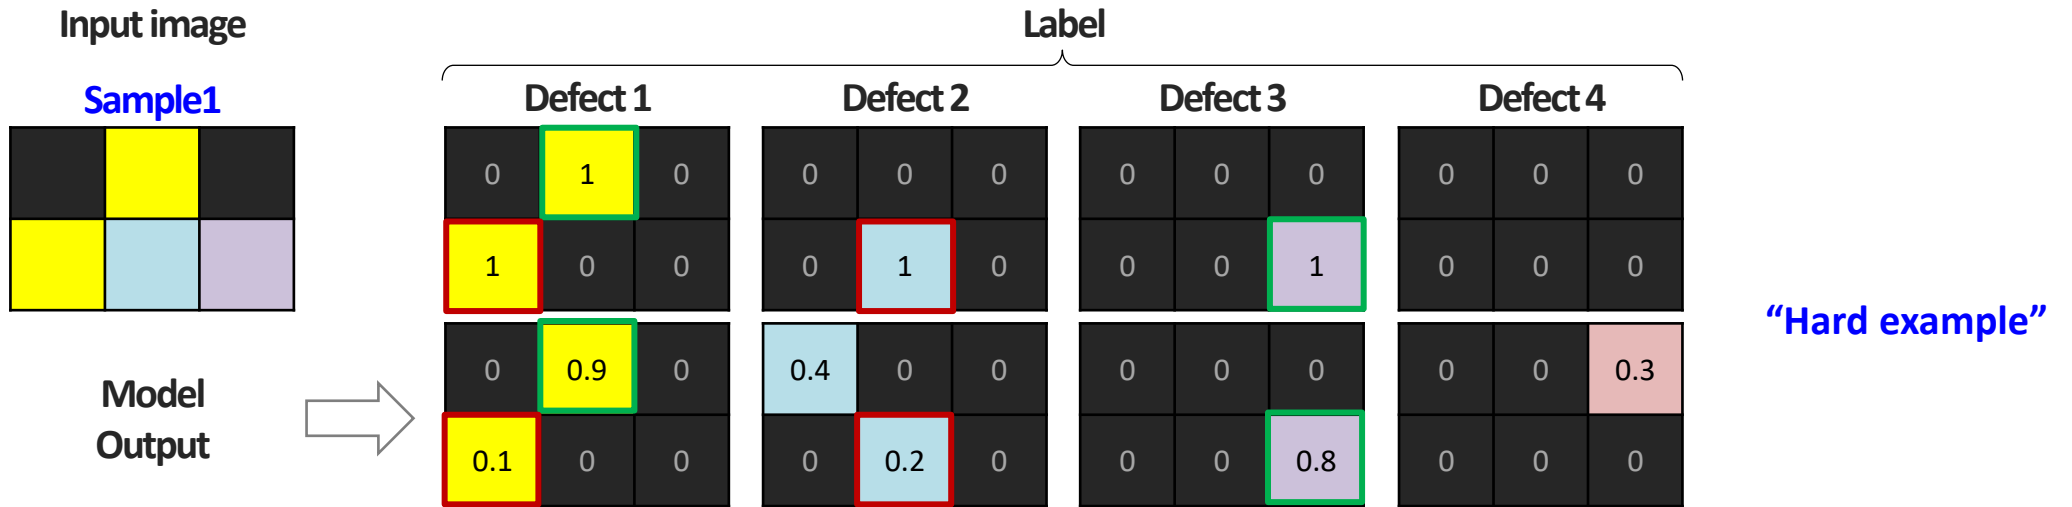 Input image
Label
Sample1
Defect 1 Defect 2 Defect 3 Defect 4
0 1 0 0 0 0 0 0 0 0 0 0
1 0 0 0 1 0 0 0 1 0 0 0
"Hard example"
0 0.9 0 0.4 0 0 0 0 0 0 0 0.3
Model
Output
0.1 0 0 0 0.2 0 0 0 0.8 0 0 0